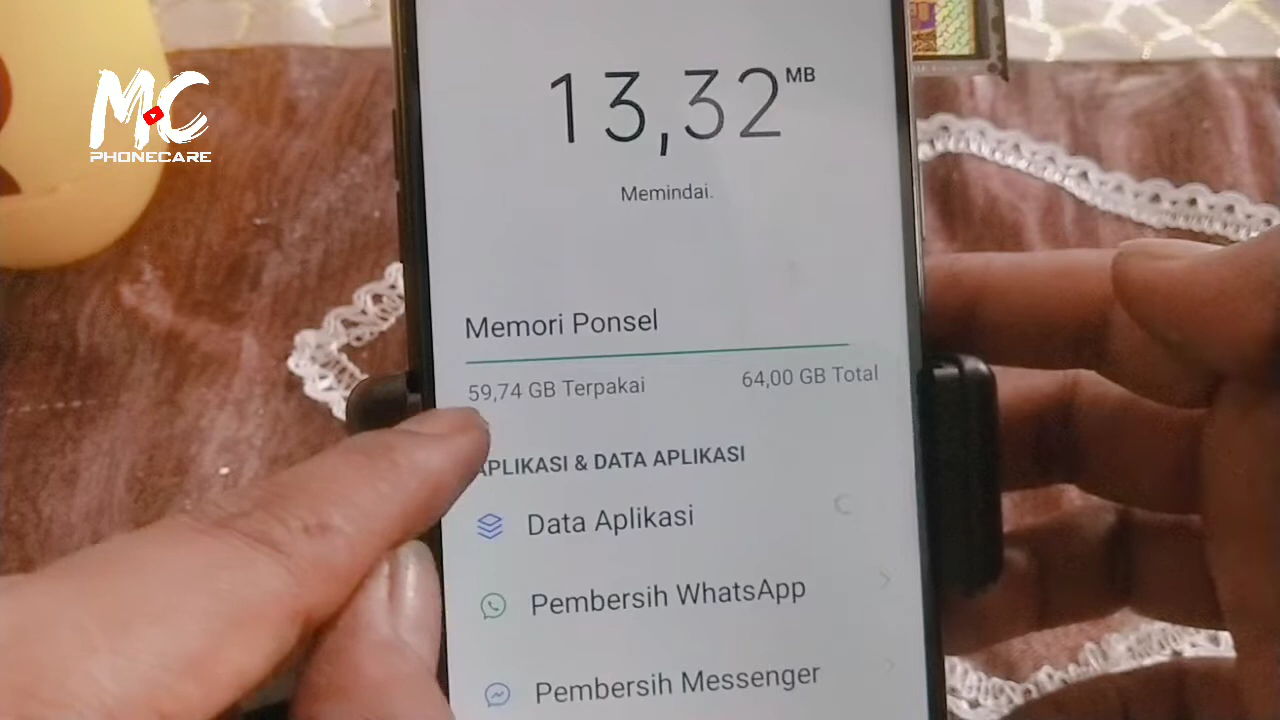 MC
PHONECARE
13,32 MB
Memindai.
Memori Ponsel
59,74 GB Terpakai 64,00 GB Total
APLIKASI & DATA APLIKASI
Data Aplikasi
Pembersih WhatsApp
Pembersih Messenger